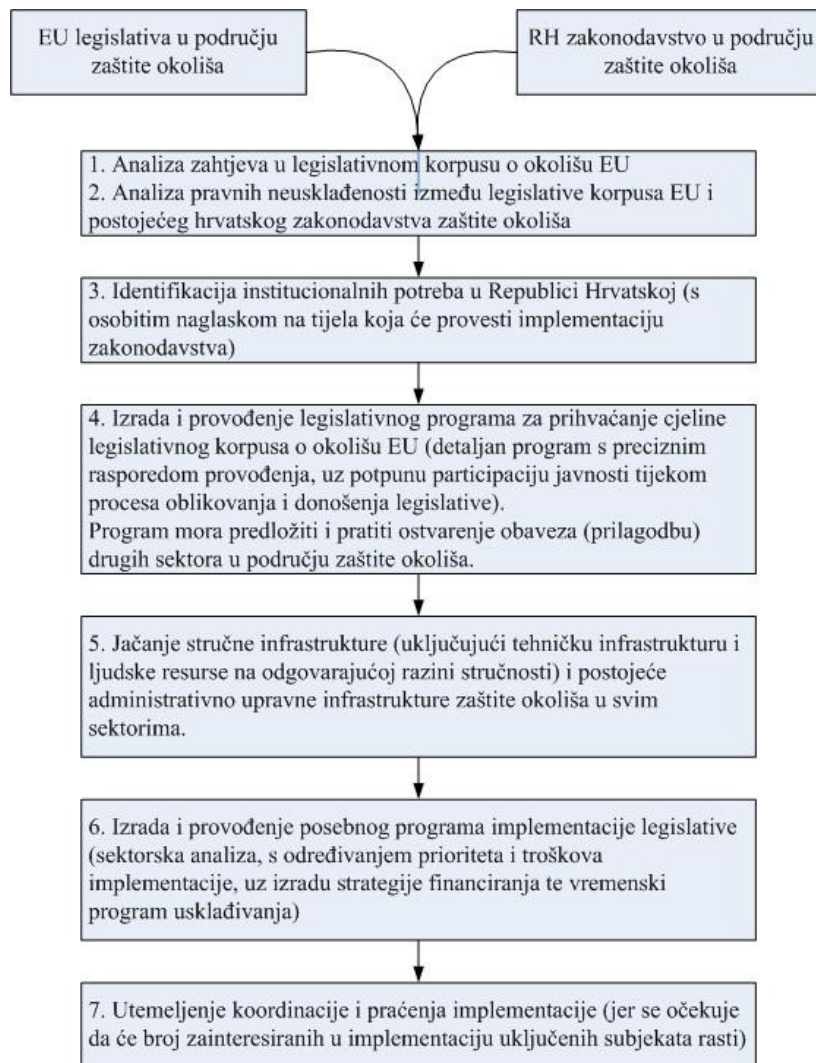 EU legislativa u području
zaštite okoliša
RH zakonodavstvo u području
zaštite okoliša
1. Analiza zahtjeva u legislativnom korpusu o okolišu EU
2. Analiza pravnih neusklađenosti između legislative korpusa EU i
postojećeg hrvatskog zakonodavstva zaštite okoliša
3. Identifikacija institucionalnih potreba u Republici Hrvatskoj (s
osobitim naglaskom na tijela koja će provesti implementaciju
zakonodavstva)
4. Izrada i provođenje legislativnog programa za prihvaćanje cjeline
legislativnog korpusa o okolišu EU (detaljan program s preciznim
rasporedom provođenja, uz potpunu participaciju javnosti tijekom
procesa oblikovanja i donošenja legislative).
Program mora predložiti i pratiti ostvarenje obaveza (prilagodbu)
drugih sektora u području zaštite okoliša.
5. Jačanje stručne infrastrukture (uključujući tehničku infrastrukturu i
ljudske resurse na odgovarajućoj razini stručnosti) i postojeće
administrativno upravne infrastrukture zaštite okoliša u svim
sektorima.
6. Izrada i provođenje posebnog programa implementacije legislative
(sektorska analiza, s određivanjem prioriteta i troškova
implementacije, uz izradu strategije financiranja te vremenski
program usklađivanja)
7. Utemeljenje koordinacije i praćenja implementacije (jer se očekuje
da će broj zainteresiranih u implementaciju uključenih subjekata rasti)